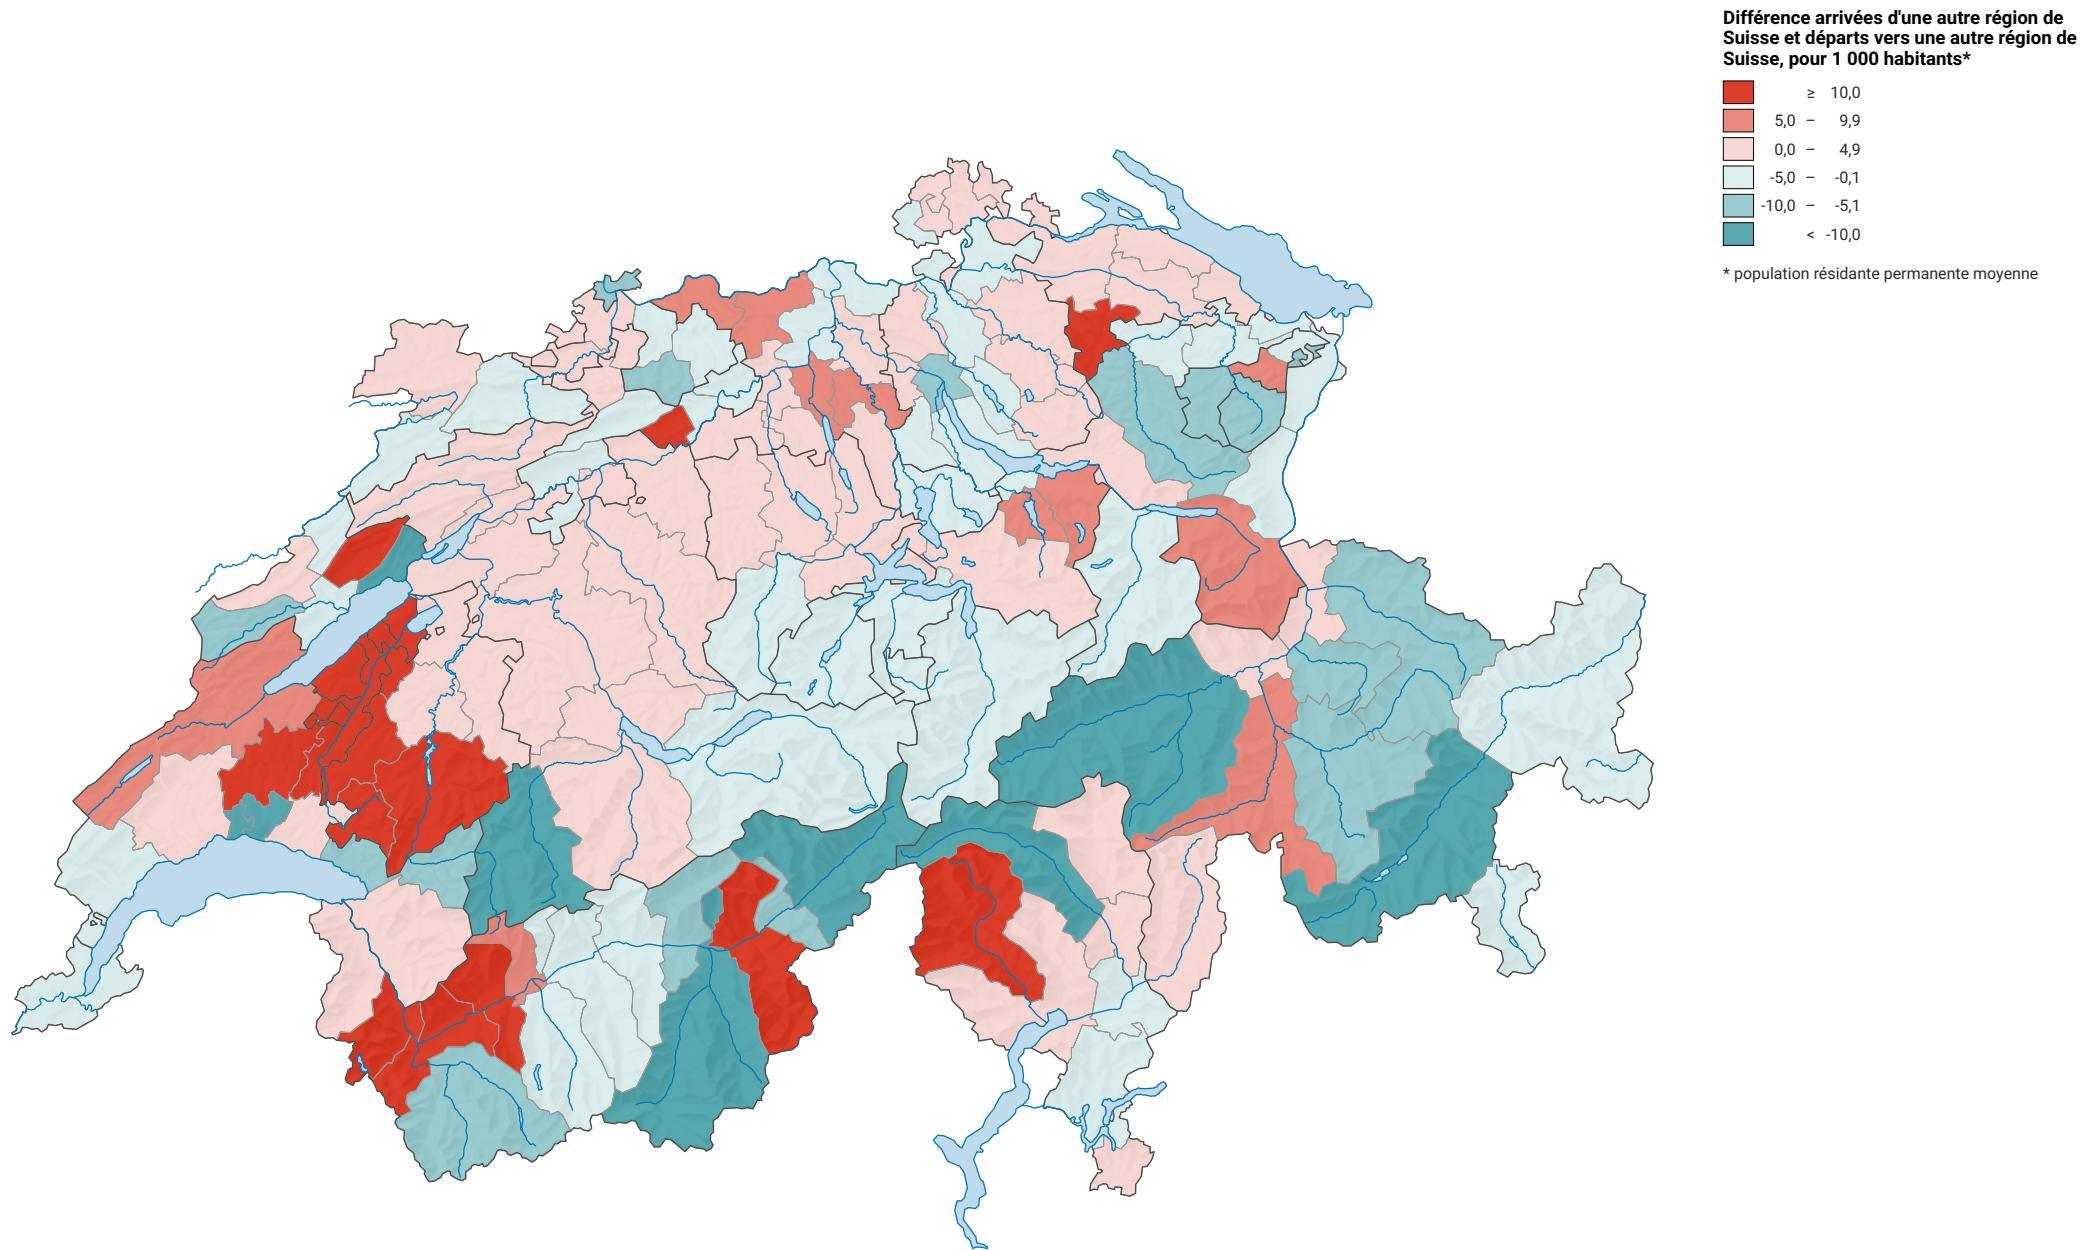 Différence arrivées d'une autre région de
Suisse et départs vers une autre région de
Suisse, pour 1 000 habitants*
≥ 10,0
5,0 – 9,9
0,0 – 4,9
-5,0 – -0,1
-10,0 – -5,1
< -10,0
* population résidante permanente moyenne